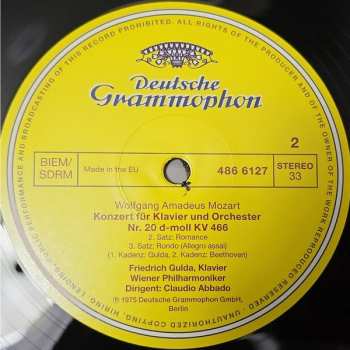 ALL RIGHTS OF THE PRODUCER AND OF THE OWNER OF THE WORK REPRODUCED RESERVED. UNAUTHORIZED COPYING, HIRING, LENDING, PUBLIC PERFORMANCE AND BROADCASTING OF THIS RECORD PROHIBITED.
Deutsche
Grammophon
2
BIEM/
SDRM
Made in the EU
486 6127
STEREO
33
Wolfgang Amadeus Mozart
Konzert für Klavier und Orchester
Nr. 20 d-moll KV 466
2. Satz: Romance
3. Satz: Rondo (Allegro assai)
(1. Kadenz: Gulda, 2. Kadenz: Beethoven)
Friedrich Gulda, Klavier
Wiener Philharmoniker
Dirigent: Claudio Abbado
℗ 1975 Deutsche Grammophon GmbH,
Berlin